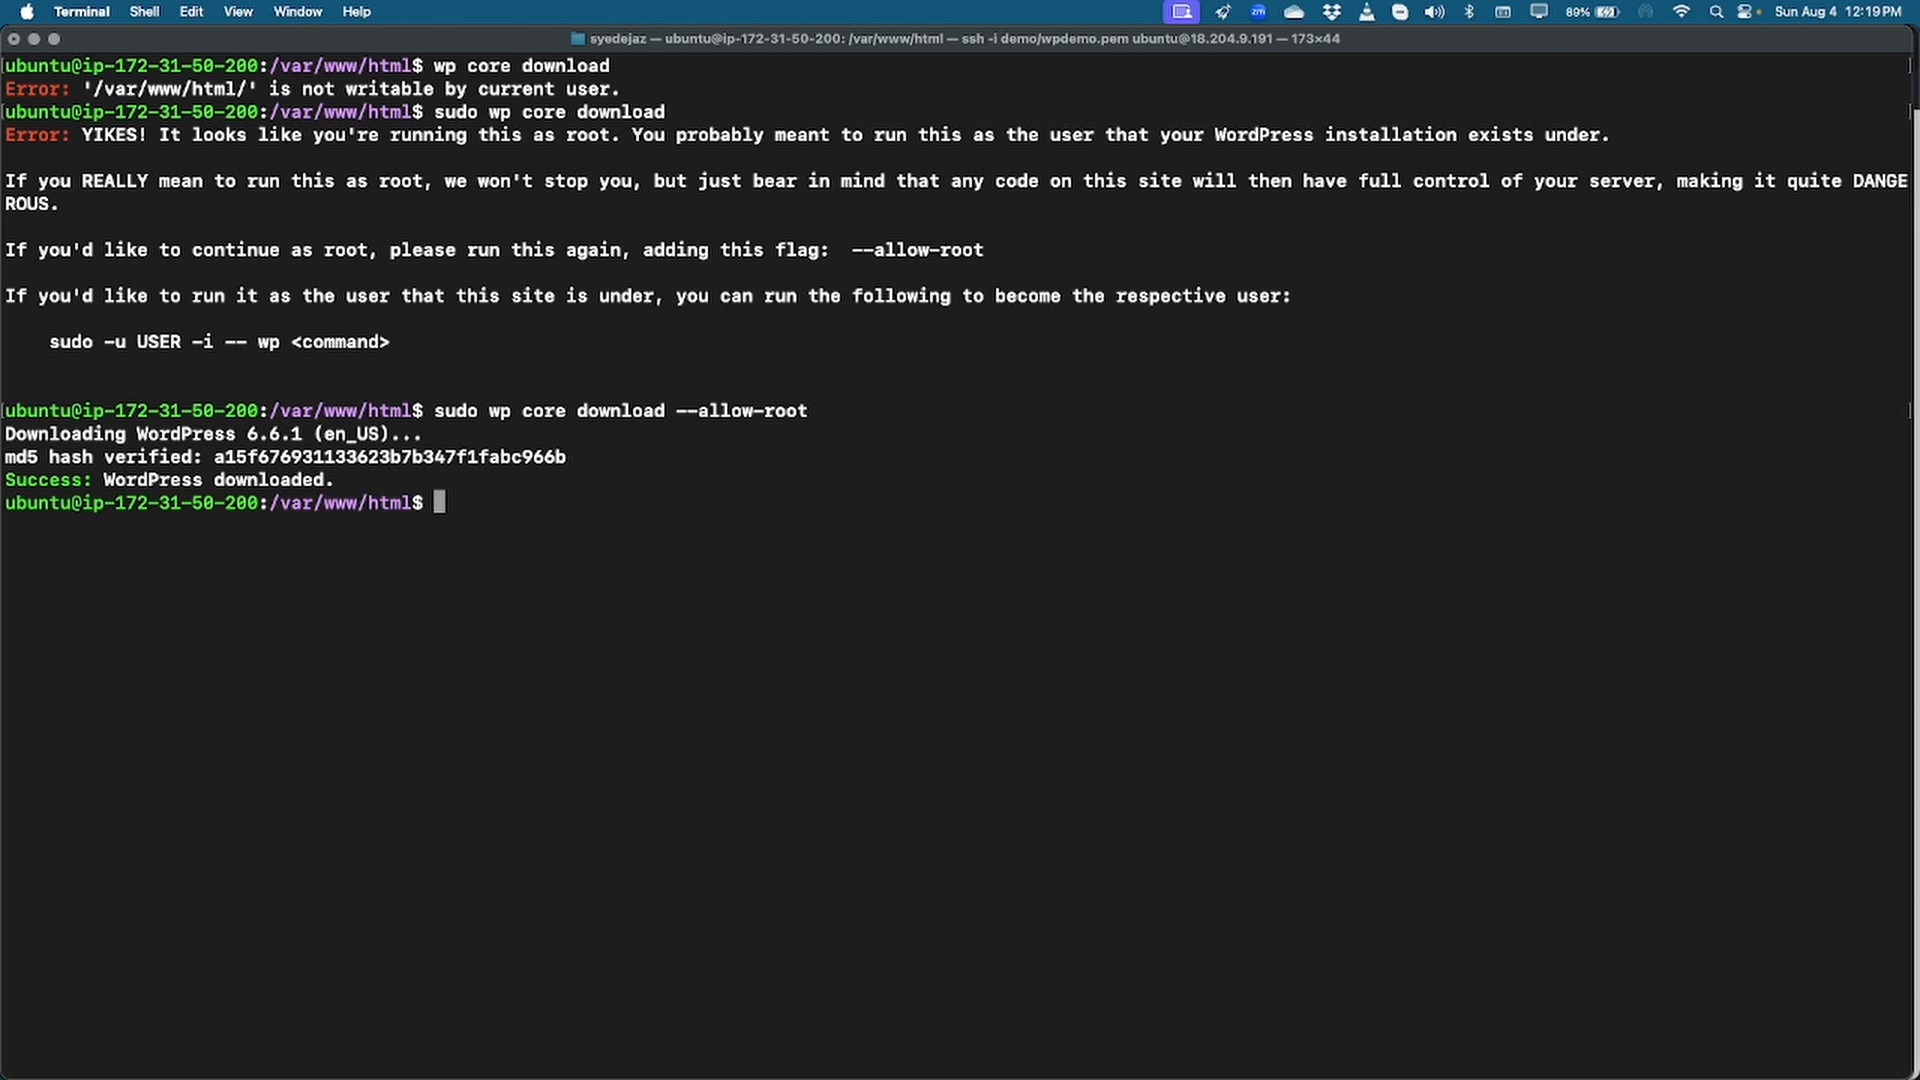 Terminal Shell Edit View Window Help zm 89% Sun Aug 4 12:19 PM
syedejaz — ubuntu@ip-172-31-50-200: /var/www/html — ssh -i demo/wpdemo.pem ubuntu@18.204.9.191 — 173×44
[ubuntu@ip-172-31-50-200:/var/www/html$ wp core download ]
Error: '/var/www/html/' is not writable by current user.
[ubuntu@ip-172-31-50-200:/var/www/html$ sudo wp core download ]
Error: YIKES! It looks like you're running this as root. You probably meant to run this as the user that your WordPress installation exists under.
If you REALLY mean to run this as root, we won't stop you, but just bear in mind that any code on this site will then have full control of your server, making it quite DANGE
ROUS.
If you'd like to continue as root, please run this again, adding this flag:  --allow-root
If you'd like to run it as the user that this site is under, you can run the following to become the respective user:
sudo -u USER -i -- wp <command>
[ubuntu@ip-172-31-50-200:/var/www/html$ sudo wp core download --allow-root ]
Downloading WordPress 6.6.1 (en_US)...
md5 hash verified: a15f676931133623b7b347f1fabc966b
Success: WordPress downloaded.
ubuntu@ip-172-31-50-200:/var/www/html$